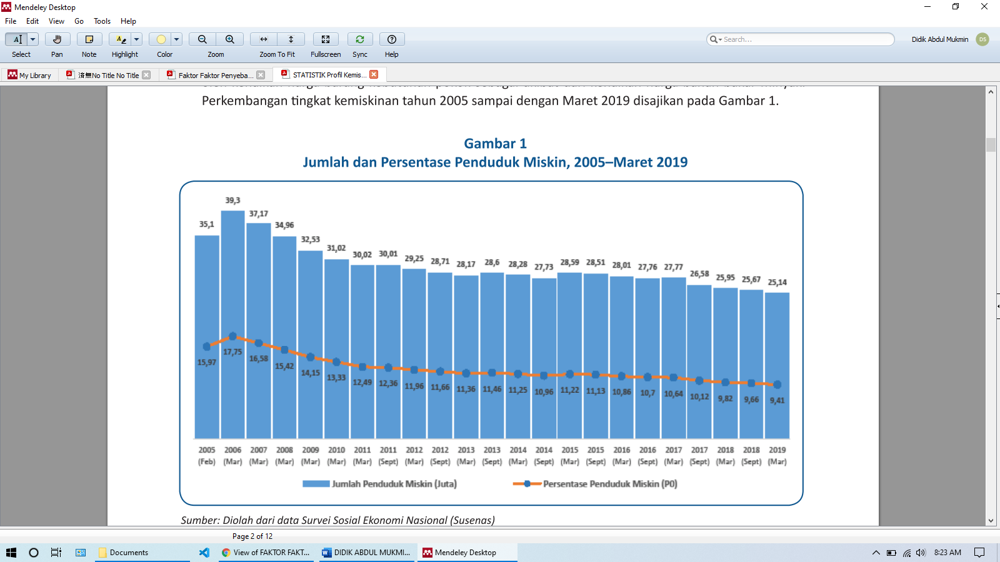 Mendeley Desktop
File Edit View Go Tools Help
Search... Didik Abdul Mukmin DS
Select Pan Note Highlight Color Zoom Zoom To Fit Fullscreen Sync Help
My Library 済無No Title No Title Faktor Faktor Penyeba... STATISTIK Profil Kemis...
Perkembangan tingkat kemiskinan tahun 2005 sampai dengan Maret 2019 disajikan pada Gambar 1.
Gambar 1
Jumlah dan Persentase Penduduk Miskin, 2005–Maret 2019
35,1 39,3 37,17 34,96 32,53 31,02 30,02 30,01 29,25 28,71 28,17 28,6 28,28 27,73 28,59 28,51 28,01 27,76 27,77 26,58 25,95 25,67 25,14
15,97 17,75 16,58 15,42 14,15 13,33 12,49 12,36 11,96 11,66 11,36 11,46 11,25 10,96 11,22 11,13 10,86 10,7 10,64 10,12 9,82 9,66 9,41
2005 2006 2007 2008 2009 2010 2011 2011 2012 2012 2013 2013 2014 2014 2015 2015 2016 2016 2017 2017 2018 2018 2019
(Feb) (Mar) (Mar) (Mar) (Mar) (Mar) (Mar) (Sept) (Mar) (Sept) (Mar) (Sept) (Mar) (Sept) (Mar) (Sept) (Mar) (Sept) (Mar) (Sept) (Mar) (Sept) (Mar)
Jumlah Penduduk Miskin (Juta) Persentase Penduduk Miskin (P0)
Sumber: Diolah dari data Survei Sosial Ekonomi Nasional (Susenas)
Page 2 of 12
Documents View of FAKTOR FAKT... DIDIK ABDUL MUKMI... Mendeley Desktop 8:23 AM